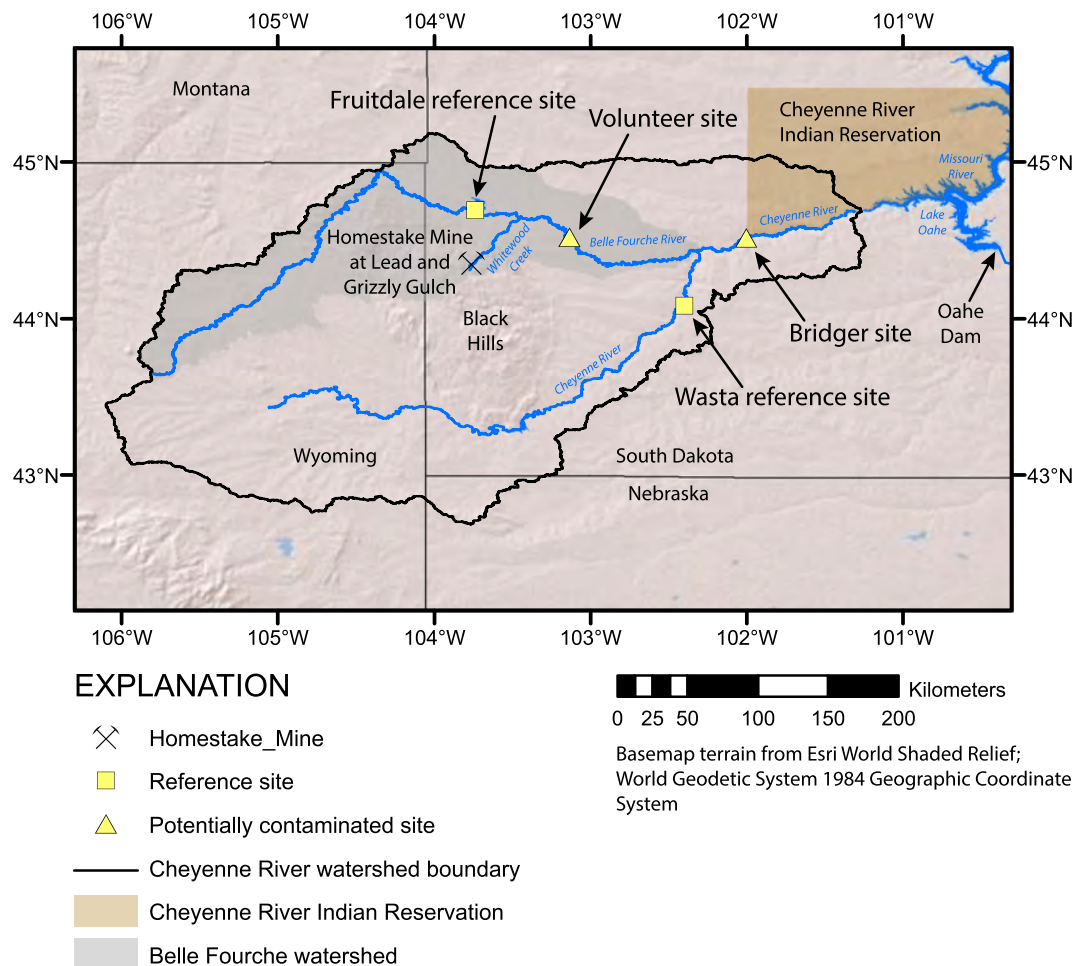 106°W 105°W 104°W 103°W 102°W 101°W
Montana
Fruitdale reference site
Volunteer site
Cheyenne River
Indian Reservation
45°N
45°N
Missouri
River
Cheyenne River
Lake
Oahe
Homestake Mine
at Lead and
Grizzly Gulch
Whitewood
Creek
Belle Fourche River
44°N
44°N
Black
Hills
Bridger site
Oahe
Dam
Cheyenne River
Wasta reference site
Wyoming
South Dakota
43°N
43°N
Nebraska
106°W 105°W 104°W 103°W 102°W 101°W
EXPLANATION
Homestake_Mine
Reference site
Potentially contaminated site
Cheyenne River watershed boundary
Cheyenne River Indian Reservation
Belle Fourche watershed
Kilometers
0 25 50 100 150 200
Basemap terrain from Esri World Shaded Relief;
World Geodetic System 1984 Geographic Coordinate
System